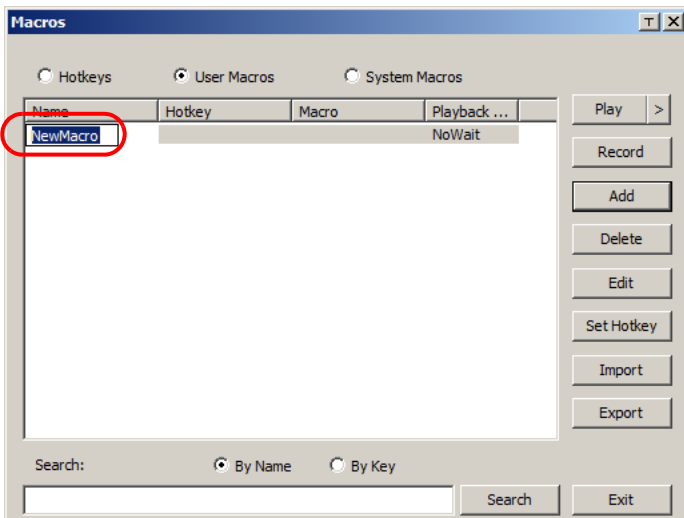 Macros
Hotkeys User Macros System Macros
Name Hotkey Macro Playback ... Play >
NewMacro NoWait
Record
Add
Delete
Edit
Set Hotkey
Import
Export
Search: By Name By Key
Search Exit